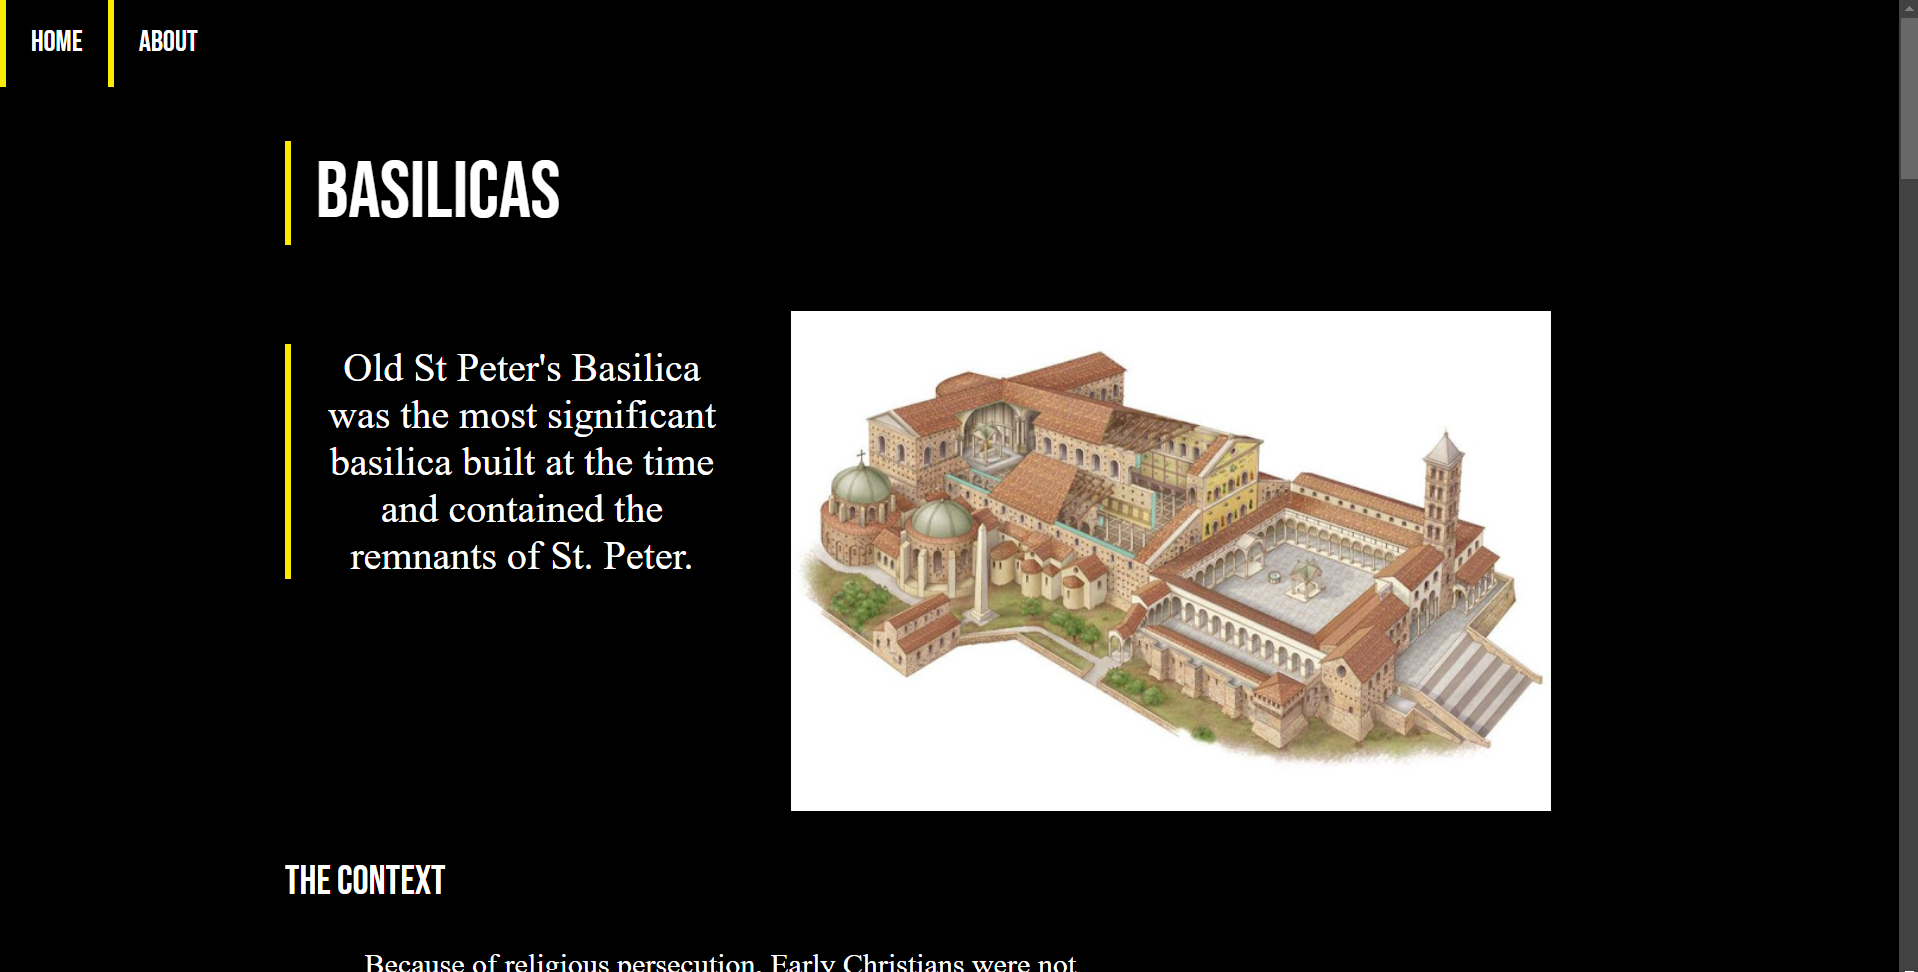 HOME
ABOUT
BASILICAS
Old St Peter's Basilica
was the most significant
basilica built at the time
and contained the
remnants of St. Peter.
THE CONTEXT
Because of religious persecution, Early Christians were not